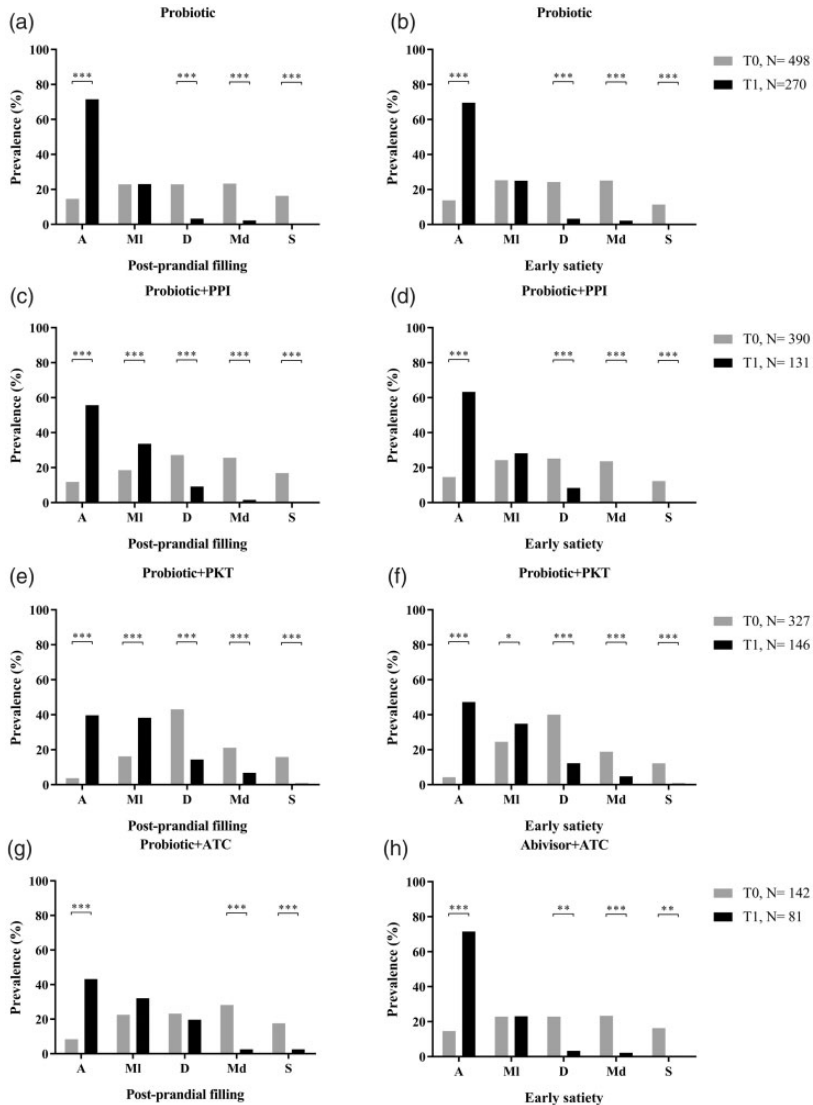 (a)
Probiotic
Prevalence (%)
100
80
60
40
20
0
*** *** *** ***
A Ml D Md S
Post-prandial filling
(b)
Probiotic
Prevalence (%)
100
80
60
40
20
0
*** *** *** ***
A Ml D Md S
Early satiety
T0, N= 498
T1, N=270
(c)
Probiotic+PPI
Prevalence (%)
100
80
60
40
20
0
*** *** *** *** ***
A Ml D Md S
Post-prandial filling
(d)
Probiotic+PPI
Prevalence (%)
100
80
60
40
20
0
*** *** *** ***
A Ml D Md S
Early satiety
T0, N= 390
T1, N= 131
(e)
Probiotic+PKT
Prevalence (%)
100
80
60
40
20
0
*** *** *** *** ***
A Ml D Md S
Post-prandial filling
(f)
Probiotic+PKT
Prevalence (%)
100
80
60
40
20
0
*** * *** *** ***
A Ml D Md S
Early satiety
T0, N= 327
T1, N= 146
(g)
Probiotic+ATC
Prevalence (%)
100
80
60
40
20
0
*** *** ***
A Ml D Md S
Post-prandial filling
(h)
Abivisor+ATC
Prevalence (%)
100
80
60
40
20
0
*** ** *** **
A Ml D Md S
Early satiety
T0, N= 142
T1, N= 81